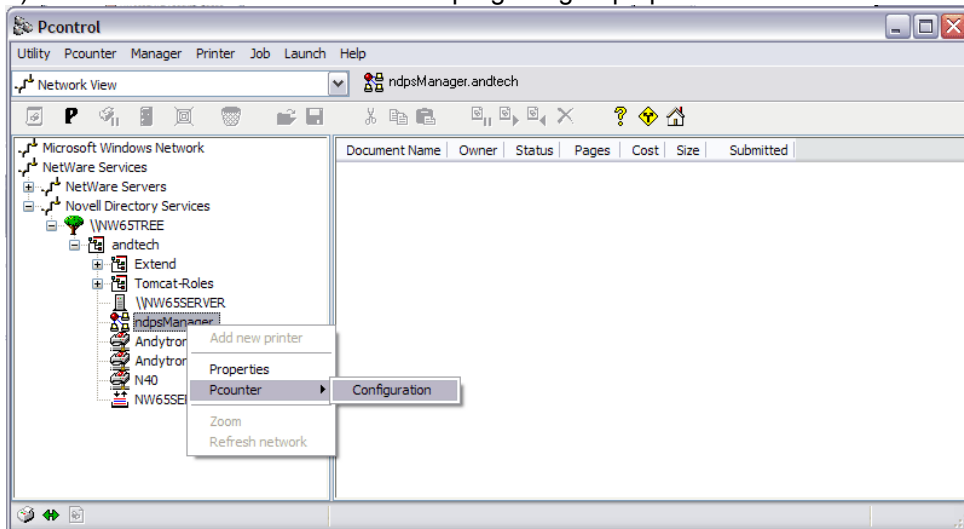 Pcontrol
Utility Pcounter Manager Printer Job Launch Help
Network View
ndpsManager.andtech
Microsoft Windows Network
NetWare Services
NetWare Servers
Novell Directory Services
\\NW65TREE
andtech
Extend
Tomcat-Roles
\\NW65SERVER
ndpsManager
Andytron
Andytron
N40
NW65SE
Add new printer
Properties
Pcounter
Zoom
Refresh network
Configuration
Document Name Owner Status Pages Cost Size Submitted